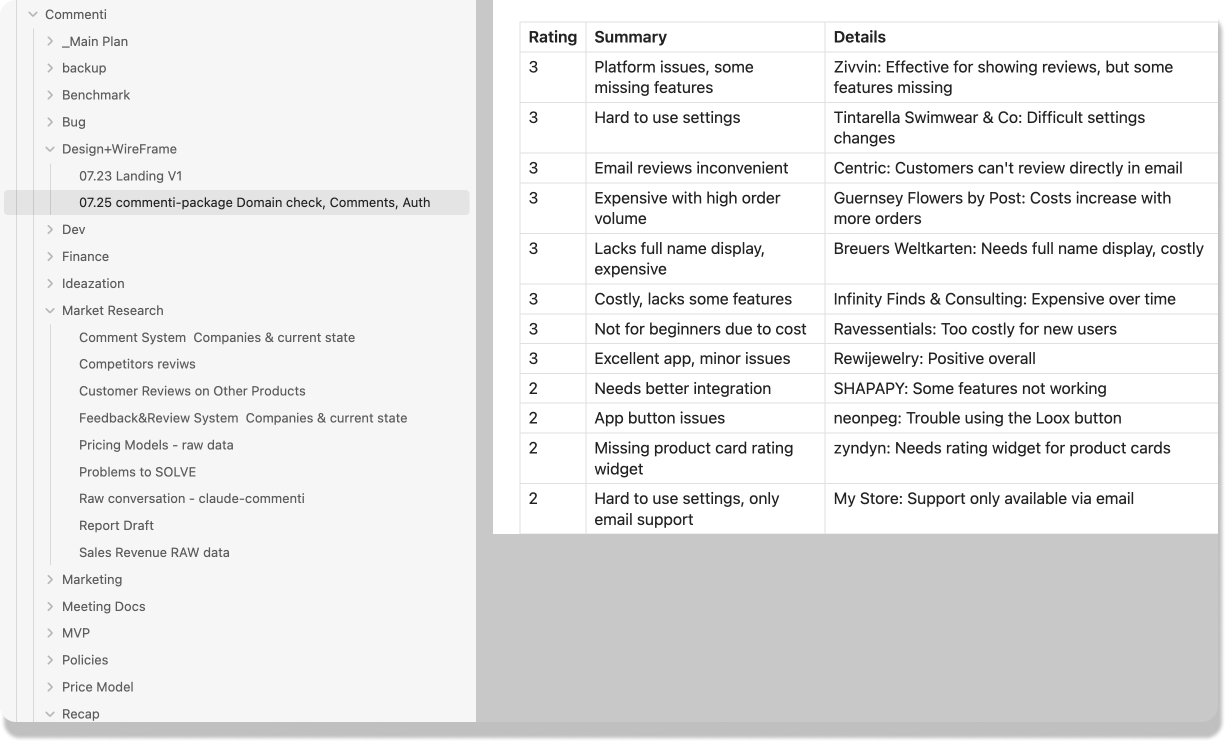 Commenti
_Main Plan
backup
Benchmark
Bug
Design+WireFrame
07.23 Landing V1
07.25 commenti-package Domain check, Comments, Auth
Dev
Finance
Ideazation
Market Research
Comment System  Companies & current state
Competitors reviws
Customer Reviews on Other Products
Feedback&Review System  Companies & current state
Pricing Models - raw data
Problems to SOLVE
Raw conversation - claude-commenti
Report Draft
Sales Revenue RAW data
Marketing
Meeting Docs
MVP
Policies
Price Model
Recap
Rating Summary Details
3 Platform issues, some Zivvin: Effective for showing reviews, but some
missing features features missing
3 Hard to use settings Tintarella Swimwear & Co: Difficult settings
changes
3 Email reviews inconvenient Centric: Customers can't review directly in email
3 Expensive with high order Guernsey Flowers by Post: Costs increase with
volume more orders
3 Lacks full name display, Breuers Weltkarten: Needs full name display, costly
expensive
3 Costly, lacks some features Infinity Finds & Consulting: Expensive over time
3 Not for beginners due to cost Ravessentials: Too costly for new users
3 Excellent app, minor issues Rewijewelry: Positive overall
2 Needs better integration SHAPAPY: Some features not working
2 App button issues neonpeg: Trouble using the Loox button
2 Missing product card rating zyndyn: Needs rating widget for product cards
widget
2 Hard to use settings, only My Store: Support only available via email
email support